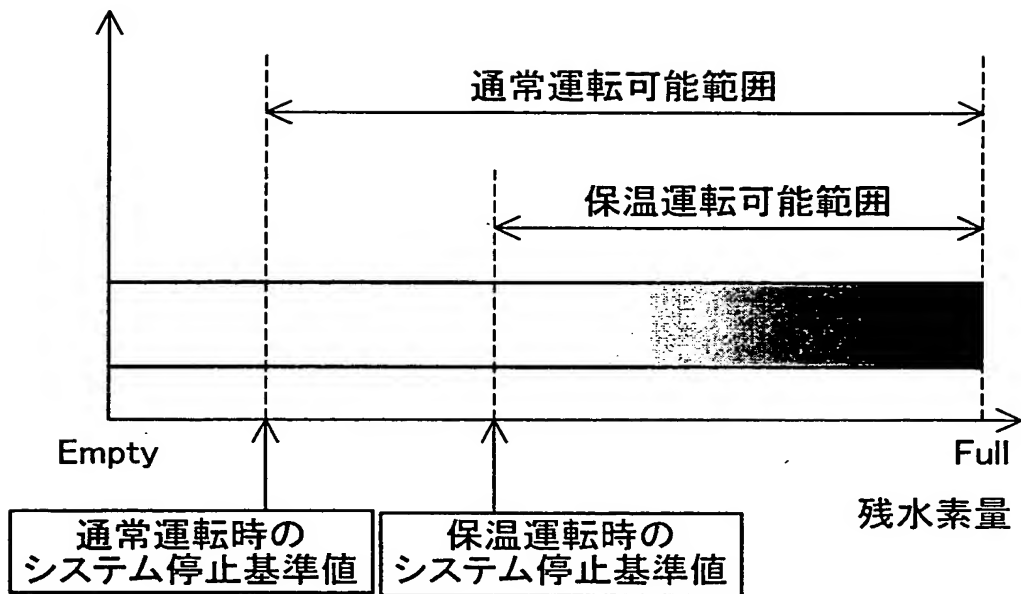 通常運転可能範囲
保温運転可能範囲
Empty
Full
残水素量
通常運転時の
システム停止基準値
保温運転時の
システム停止基準値